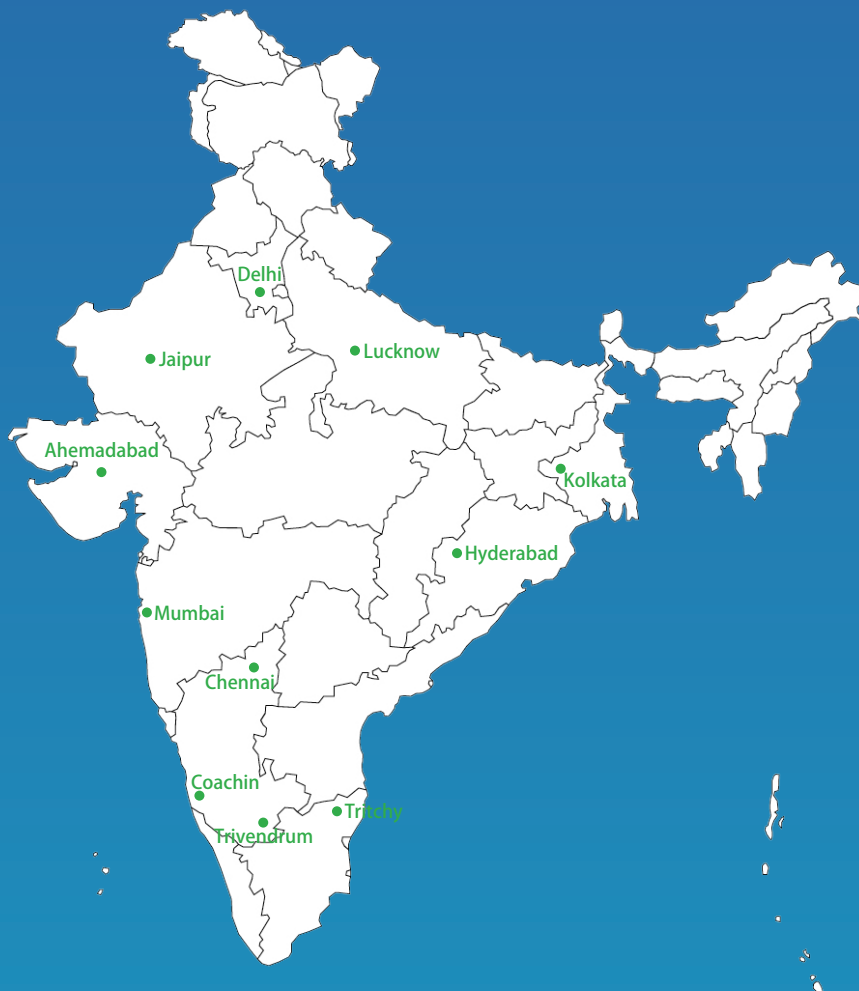 Delhi
Jaipur
Lucknow
Ahemadabad
Kolkata
Hyderabad
Mumbai
Chennai
Coachin
Tritchy
Trivendrum